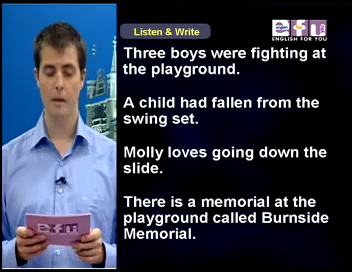 Listen & Write
efu
ENGLISH FOR YOU
Three boys were fighting at
the playground.
A child had fallen from the
swing set.
Molly loves going down the
slide.
There is a memorial at the
playground called Burnside
Memorial.
efu